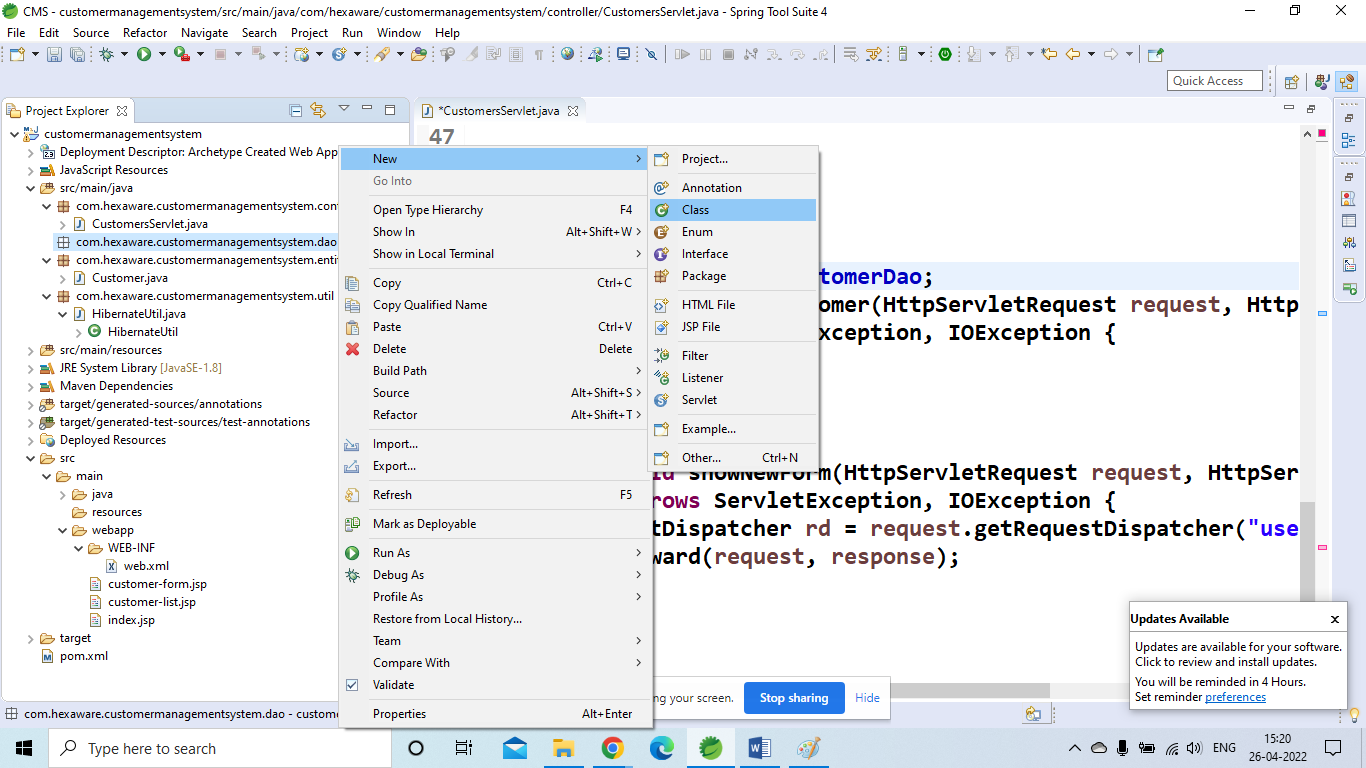 CMS - customermanagementsystem/src/main/java/com/hexaware/customermanagementsystem/controller/CustomersServlet.java - Spring Tool Suite 4
File Edit Source Refactor Navigate Search Project Run Window Help
Quick Access
Project Explorer
customermanagementsystem
Deployment Descriptor: Archetype Created Web App
JavaScript Resources
src/main/java
com.hexaware.customermanagementsystem.con
CustomersServlet.java
com.hexaware.customermanagementsystem.dao
com.hexaware.customermanagementsystem.enti
Customer.java
com.hexaware.customermanagementsystem.util
HibernateUtil.java
HibernateUtil
src/main/resources
JRE System Library [JavaSE-1.8]
Maven Dependencies
target/generated-sources/annotations
target/generated-test-sources/test-annotations
Deployed Resources
src
main
java
resources
webapp
WEB-INF
web.xml
customer-form.jsp
customer-list.jsp
index.jsp
target
pom.xml
New
Go Into
Open Type Hierarchy F4
Show In Alt+Shift+W
Show in Local Terminal
Copy Ctrl+C
Copy Qualified Name
Paste Ctrl+V
Delete Delete
Build Path
Source Alt+Shift+S
Refactor Alt+Shift+T
Import...
Export...
Refresh F5
Mark as Deployable
Run As
Debug As
Profile As
Restore from Local History...
Team
Compare With
Validate
Properties Alt+Enter
Project...
Annotation
Class
Enum
Interface
Package
HTML File
JSP File
Filter
Listener
Servlet
Example...
Other... Ctrl+N
*CustomersServlet.java
47
tomerDao;
omer(HttpServletRequest request, Http
xception, IOException {
id showNewForm(HttpServletRequest request, HttpSer
rows ServletException, IOException {
tDispatcher rd = request.getRequestDispatcher("use
ward(request, response);
ng your screen. Stop sharing Hide
Updates Available
Updates are available for your software.
Click to review and install updates.
You will be reminded in 4 Hours.
Set reminder preferences
com.hexaware.customermanagementsystem.dao - custome
Type here to search
ENG
15:20
26-04-2022